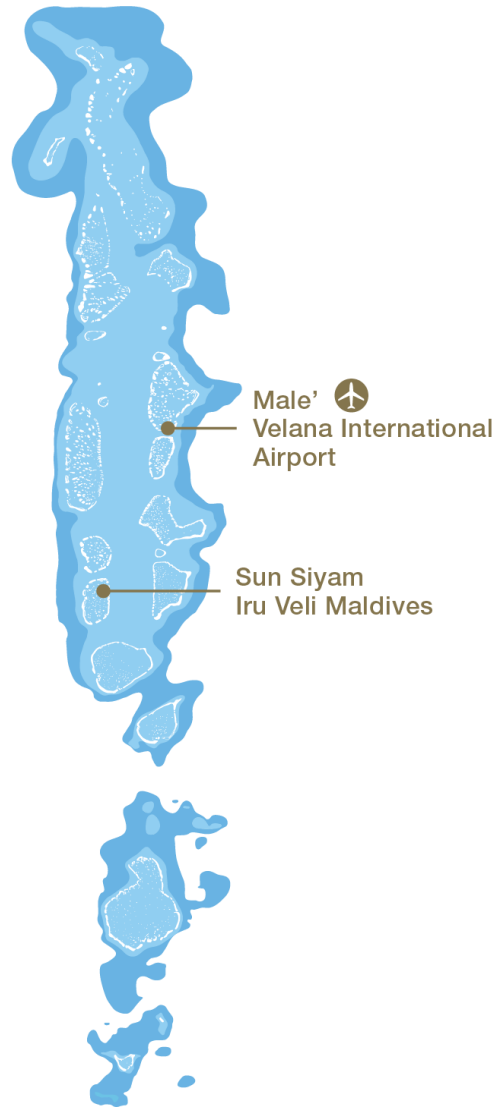 Male’
Velana International
Airport
Sun Siyam
Iru Veli Maldives